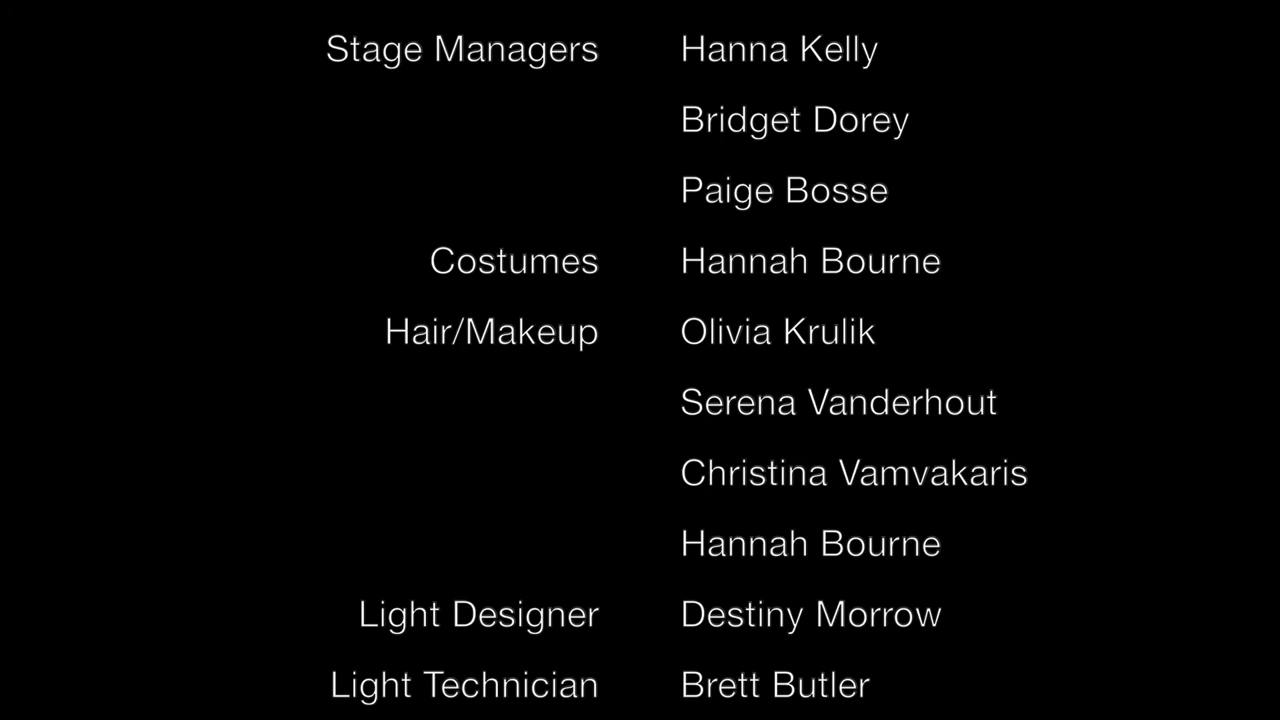 Stage Managers Hanna Kelly
Bridget Dorey
Paige Bosse
Costumes Hannah Bourne
Hair/Makeup Olivia Krulik
Serena Vanderhout
Christina Vamvakaris
Hannah Bourne
Light Designer Destiny Morrow
Light Technician Brett Butler